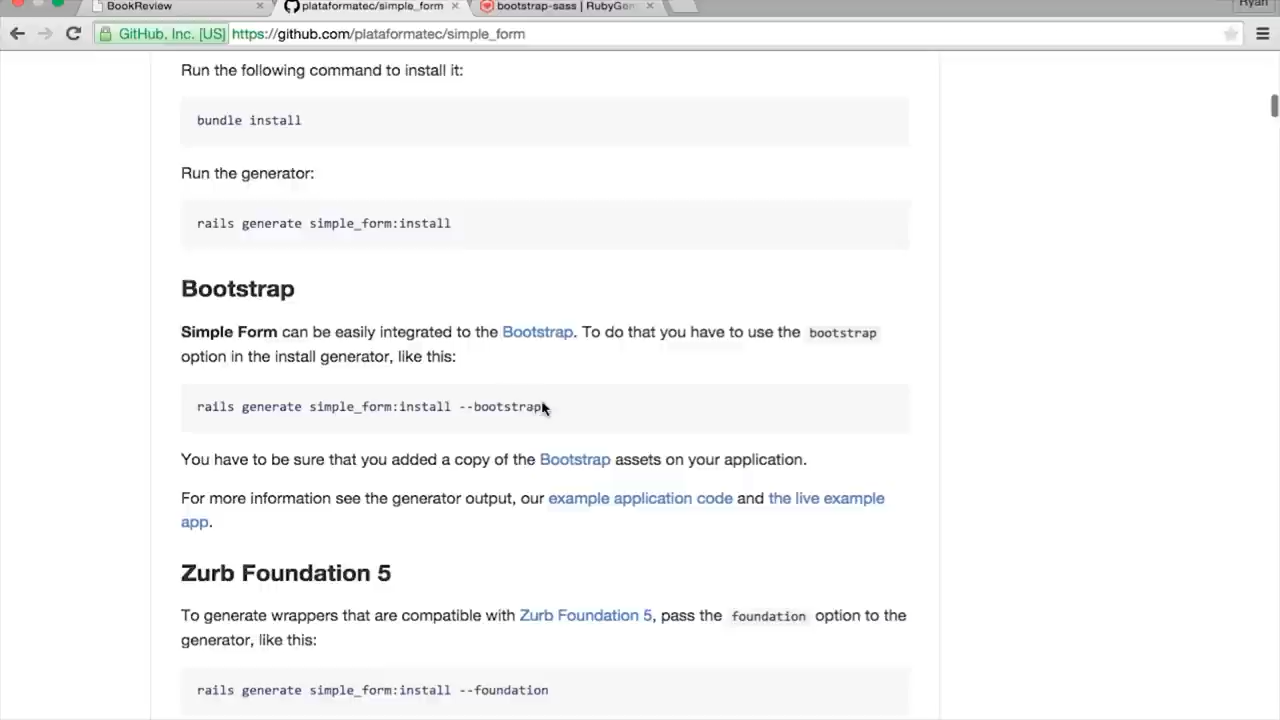 BookReview
plataformatec/simple_form
bootstrap-sass | RubyGem
Ryan
GitHub, Inc. [US] https://github.com/plataformatec/simple_form
Run the following command to install it:
bundle install
Run the generator:
rails generate simple_form:install
Bootstrap
Simple Form can be easily integrated to the Bootstrap. To do that you have to use the bootstrap
option in the install generator, like this:
rails generate simple_form:install --bootstrap
You have to be sure that you added a copy of the Bootstrap assets on your application.
For more information see the generator output, our example application code and the live example
app.
Zurb Foundation 5
To generate wrappers that are compatible with Zurb Foundation 5, pass the foundation option to the
generator, like this:
rails generate simple_form:install --foundation